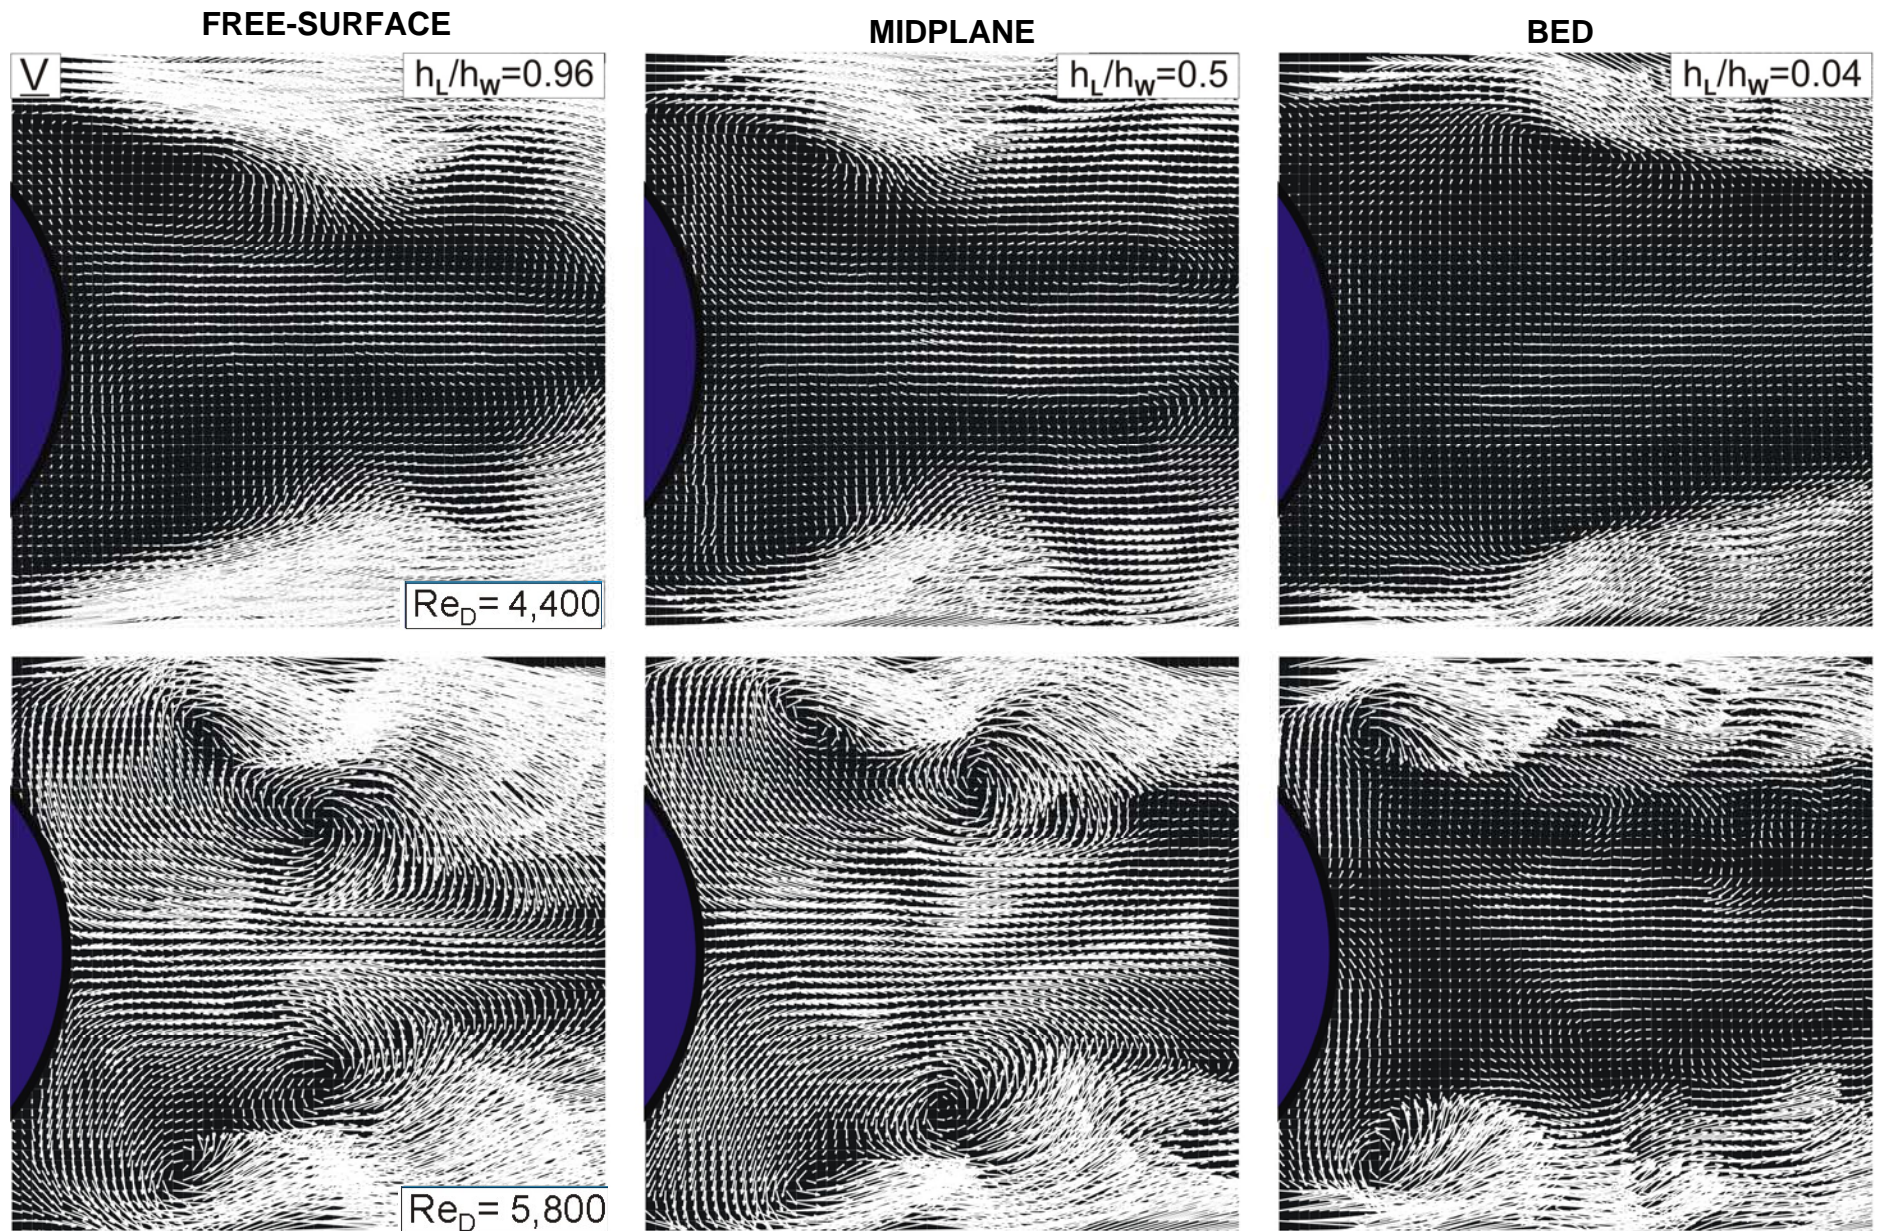 FREE-SURFACE
MIDPLANE
BED
V
hL/hW=0.96
hL/hW=0.5
hL/hW=0.04
ReD= 4,400
ReD= 5,800